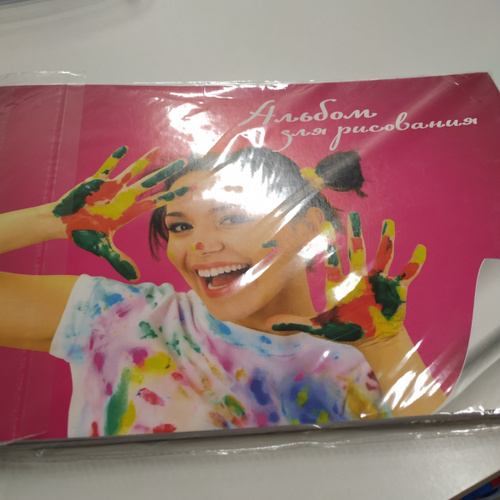 Альбом
для рисования